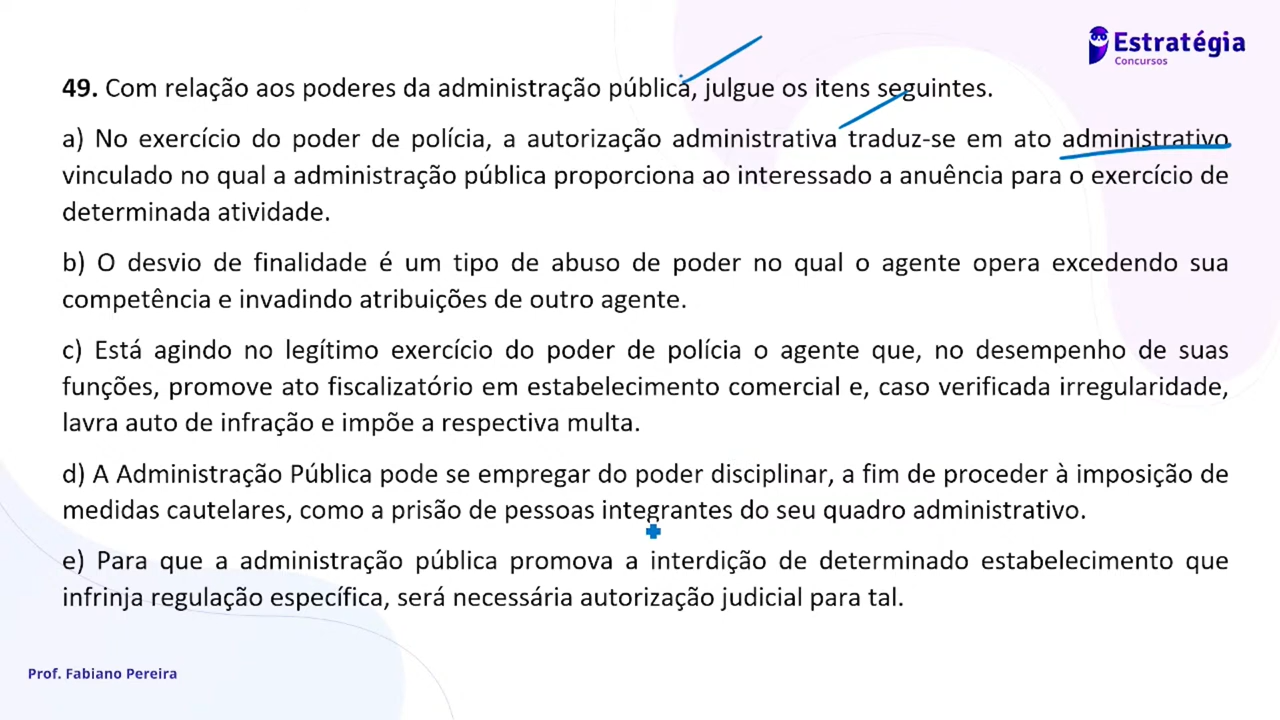 Estratégia
Concursos
49. Com relação aos poderes da administração pública, julgue os itens seguintes.
a) No exercício do poder de polícia, a autorização administrativa traduz-se em ato administrativo
vinculado no qual a administração pública proporciona ao interessado a anuência para o exercício de
determinada atividade.
b) O desvio de finalidade é um tipo de abuso de poder no qual o agente opera excedendo sua
competência e invadindo atribuições de outro agente.
c) Está agindo no legítimo exercício do poder de polícia o agente que, no desempenho de suas
funções, promove ato fiscalizatório em estabelecimento comercial e, caso verificada irregularidade,
lavra auto de infração e impõe a respectiva multa.
d) A Administração Pública pode se empregar do poder disciplinar, a fim de proceder à imposição de
medidas cautelares, como a prisão de pessoas integrantes do seu quadro administrativo.
e) Para que a administração pública promova a interdição de determinado estabelecimento que
infrinja regulação específica, será necessária autorização judicial para tal.
Prof. Fabiano Pereira